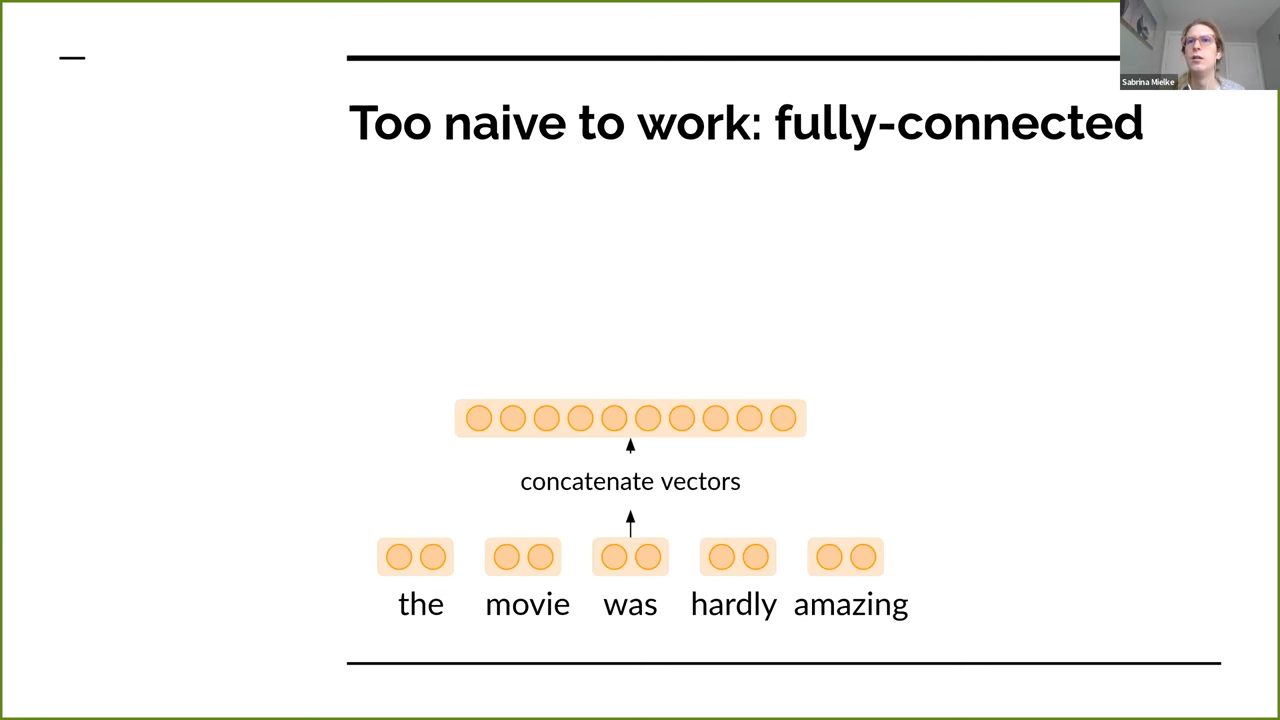 Sabrina Mielke
Too naive to work: fully-connected
concatenate vectors
the movie was hardly amazing